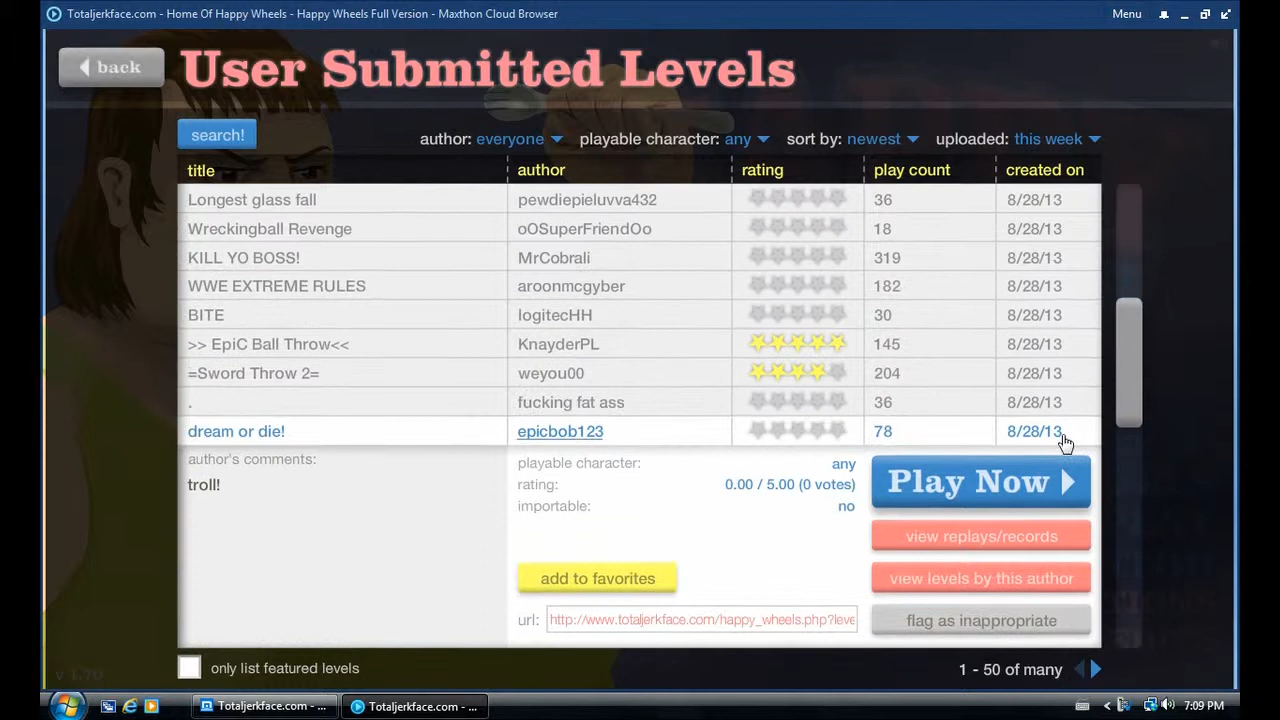 Totaljerkface.com - Home Of Happy Wheels - Happy Wheels Full Version - Maxthon Cloud Browser Menu
back User Submitted Levels
search! author: everyone playable character: any sort by: newest uploaded: this week
title author rating play count created on
Longest glass fall pewdiepieluvva432 36 8/28/13
Wreckingball Revenge oOSuperFriendOo 18 8/28/13
KILL YO BOSS! MrCobrali 319 8/28/13
WWE EXTREME RULES aroonmcgyber 182 8/28/13
BITE logitecHH 30 8/28/13
>> EpiC Ball Throw<< KnayderPL 145 8/28/13
=Sword Throw 2= weyou00 204 8/28/13
. fucking fat ass 36 8/28/13
dream or die! epicbob123 78 8/28/13
author's comments: playable character: any
troll! rating: 0.00 / 5.00 (0 votes) Play Now
importable: no
view replays/records
add to favorites view levels by this author
url: http://www.totaljerkface.com/happy_wheels.php?leve flag as inappropriate
only list featured levels 1 - 50 of many
v 1.70
Totaljerkface.com - ... Totaljerkface.com - ... 7:09 PM